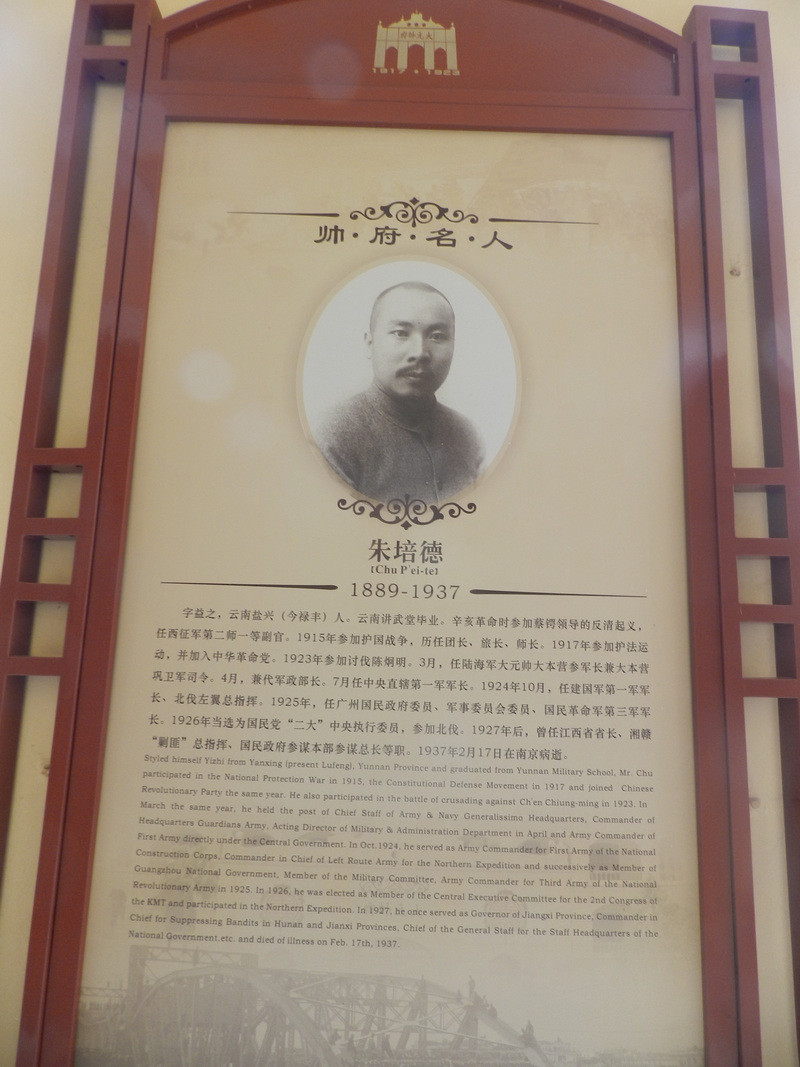 大元帅府
1917 • 1923
帅·府·名·人
朱培德
[Chu P'ei-te]
1889-1937
字益之，云南盐兴（今禄丰）人。云南讲武堂毕业。辛亥革命时参加蔡锷领导的反清起义，
任西征军第二师一等副官。1915年参加护国战争，历任团长、旅长、师长。1917年参加护法运
动，并加入中华革命党。1923年参加讨伐陈炯明。3月，任陆海军大元帅大本营参军长兼大本营
巩卫军司令。4月，兼代军政部长。7月任中央直辖第一军军长。1924年10月，任建国军第一军军
长、北伐左翼总指挥。1925年，任广州国民政府委员、军事委员会委员、国民革命军第三军军
长。1926年当选为国民党“二大”中央执行委员，参加北伐。1927年后，曾任江西省省长、湘赣
“剿匪”总指挥、国民政府参谋本部参谋总长等职。1937年2月17日在南京病逝。
Styled himself Yizhi from Yanxing (present Lufeng), Yunnan Province and graduated from Yunnan Military School, Mr. Chu
participated in the National Protection War in 1915, the Constitutional Defense Movement in 1917 and joined Chinese
Revolutionary Party the same year. He also participated in the battle of crusading against Ch'en Chiung-ming in 1923. In
March the same year, he held the post of Chief Staff of Army & Navy Generalissimo Headquarters, Commander of
Headquarters Guardians Army, Acting Director of Military & Administration Department in April and Army Commander of
First Army directly under the Central Government. In Oct.1924, he served as Army Commander for First Army of the National
Construction Corps, Commander in Chief of Left Route Army for the Northern Expedition and successively as Member of
Guangzhou National Government, Member of the Military Committee, Army Commander for Third Army of the National
Revolutionary Army in 1925. In 1926, he was elected as Member of the Central Executive Committee for the 2nd Congress of
the KMT and participated in the Northern Expedition. In 1927, he once served as Governor of Jiangxi Province, Commander in
Chief for Suppressing Bandits in Hunan and Jianxi Provinces, Chief of the General Staff for the Staff Headquarters of the
National Government.etc. and died of illness on Feb. 17th, 1937.